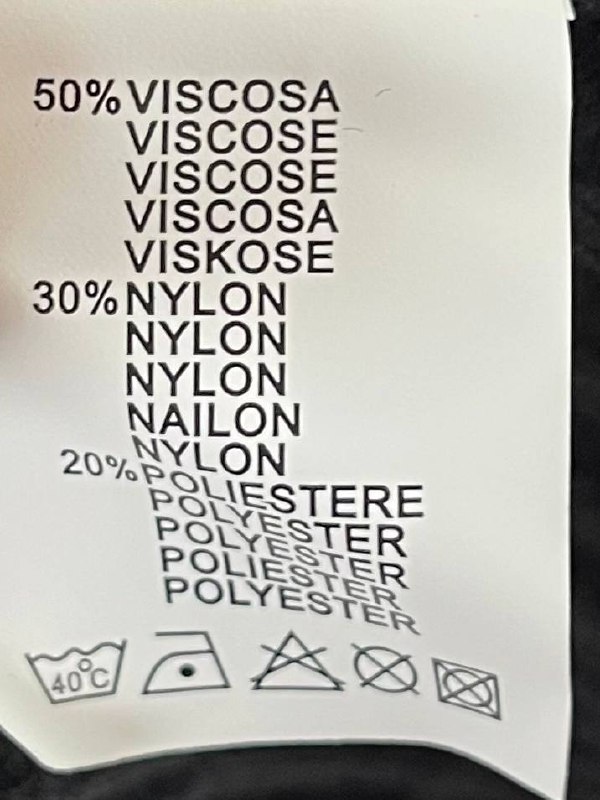 50% VISCOSA
VISCOSE
VISCOSE
VISCOSA
VISKOSE
30% NYLON
NYLON
NYLON
NAILON
NYLON
20% POLIESTERE
POLYESTER
POLYESTER
POLIESTER
POLYESTER
40°C